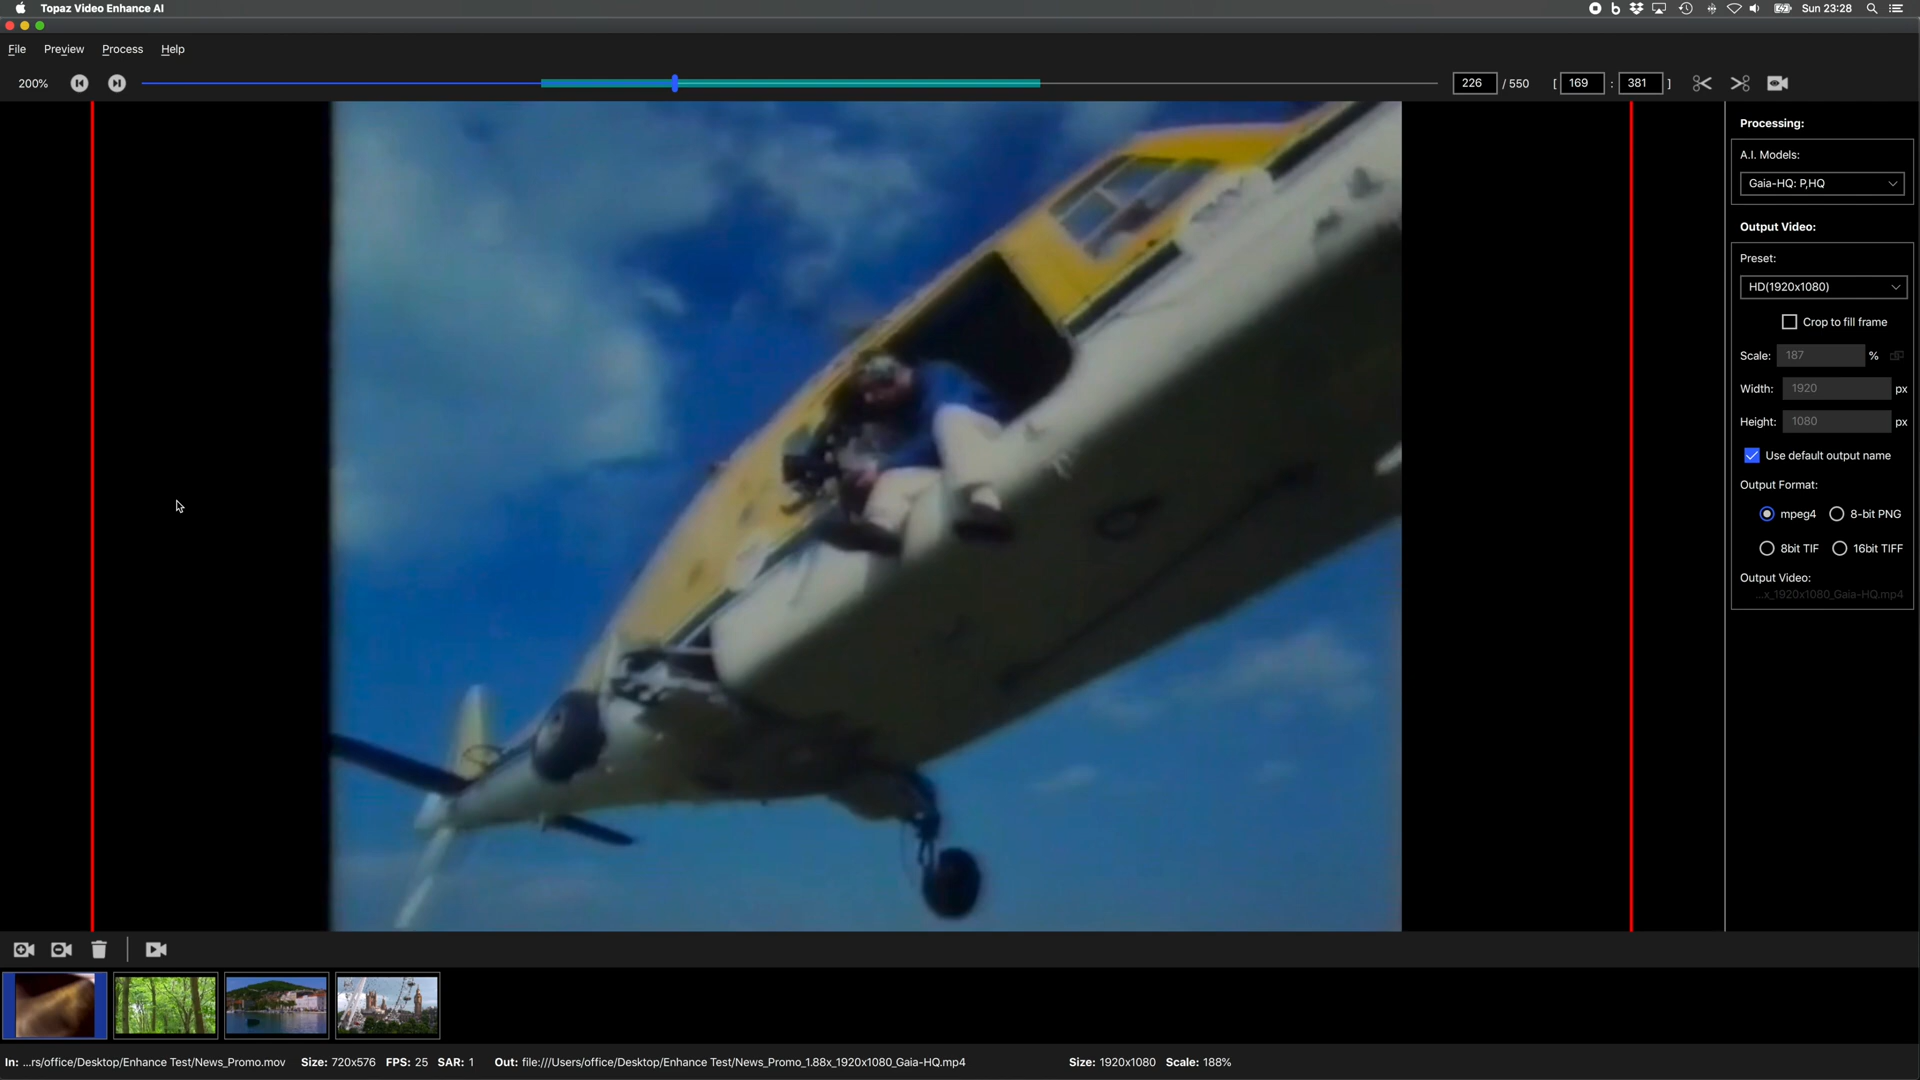 Topaz Video Enhance AI
Sun 23:28
File Preview Process Help
200%
226 / 550 [ 169 : 381 ]
Processing:
A.I. Models:
Gaia-HQ: P,HQ
Output Video:
Preset:
HD(1920x1080)
Crop to fill frame
Scale: 187 %
Width: 1920 px
Height: 1080 px
Use default output name
Output Format:
mpeg4 8-bit PNG
8bit TIF 16bit TIFF
Output Video:
...x_1920x1080_Gaia-HQ.mp4
In: ...rs/office/Desktop/Enhance Test/News_Promo.mov Size: 720x576 FPS: 25 SAR: 1 Out: file:///Users/office/Desktop/Enhance Test/News_Promo_1.88x_1920x1080_Gaia-HQ.mp4 Size: 1920x1080 Scale: 188%